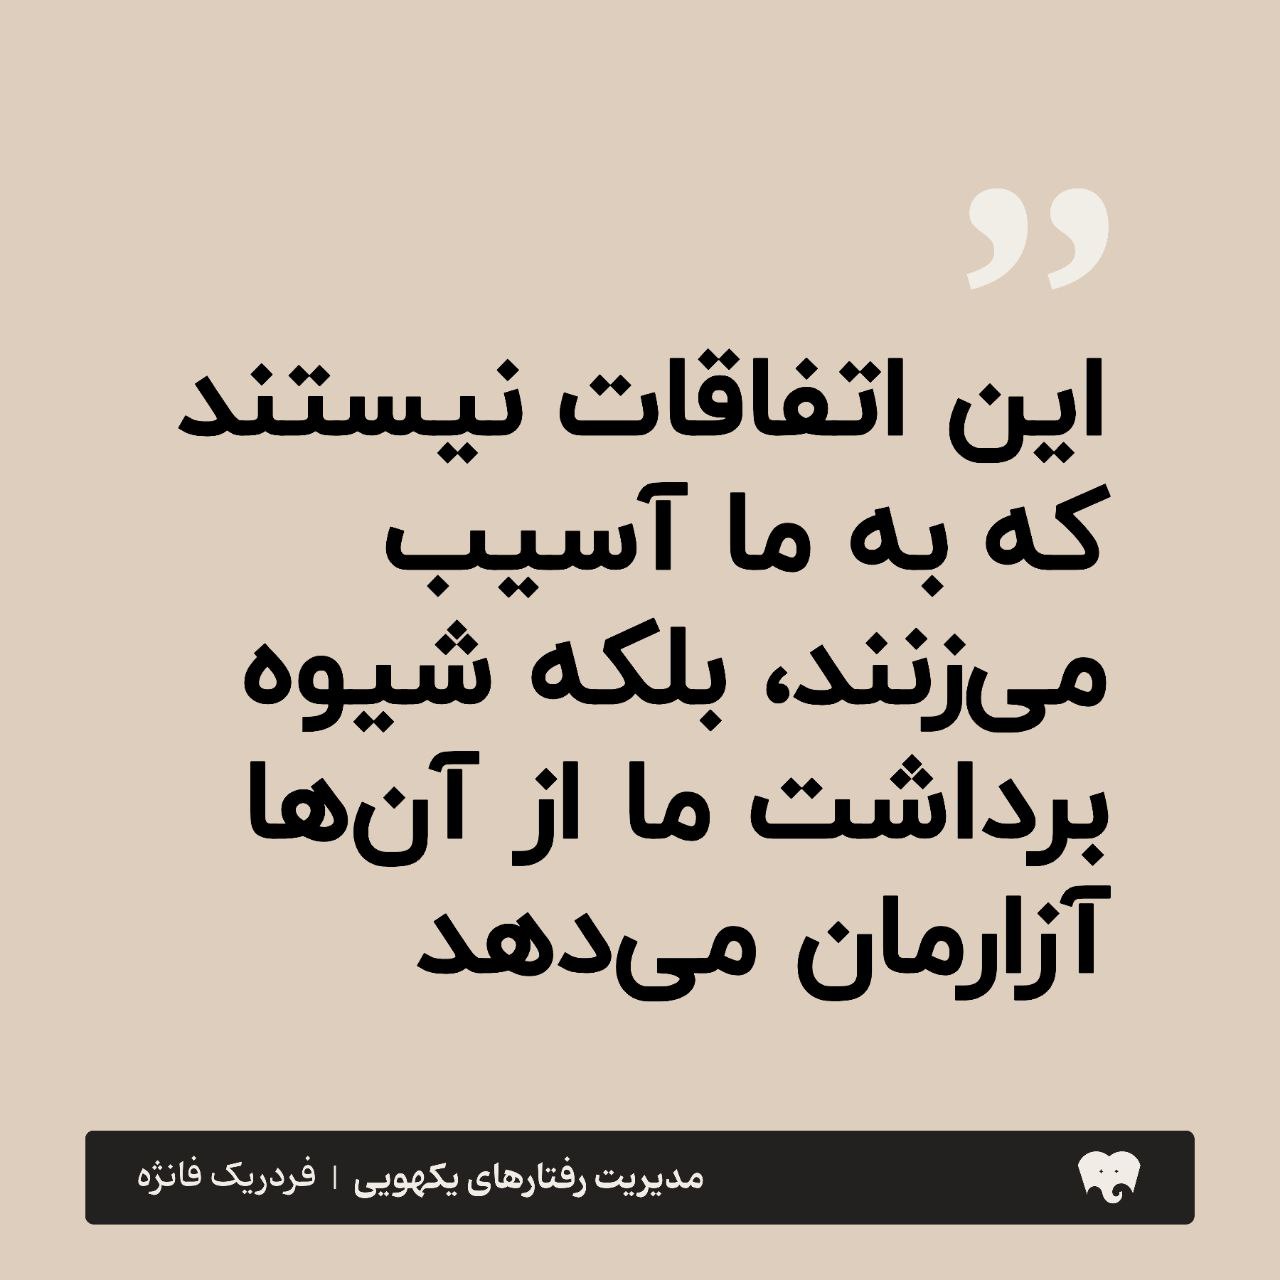 ”
این اتفاقات نیستند
که به ما آسیب
می‌زنند، بلکه شیوه
برداشت ما از آن‌ها
آزارمان می‌دهد
مدیریت رفتارهای یکهویی | فردریک فانژه